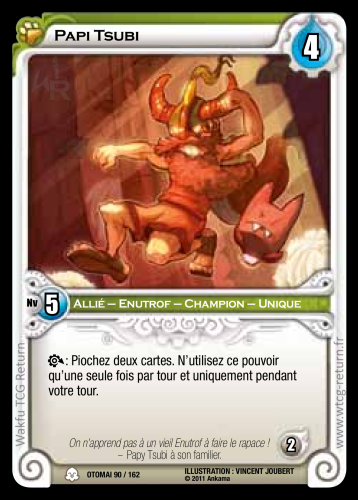 Papi Tsubi
4
Nv 5 Allié – Enutrof – Champion – Unique
: Piochez deux cartes. N'utilisez ce pouvoir
qu'une seule fois par tour et uniquement pendant
votre tour.
On n'apprend pas à un vieil Enutrof à faire le rapace !
– Papy Tsubi à son familier.
2
OTOMAI 90 / 162
ILLUSTRATION : VINCENT JOUBERT
© 2011 Ankama
Wakfu TCG Return
www.wtcg-return.fr